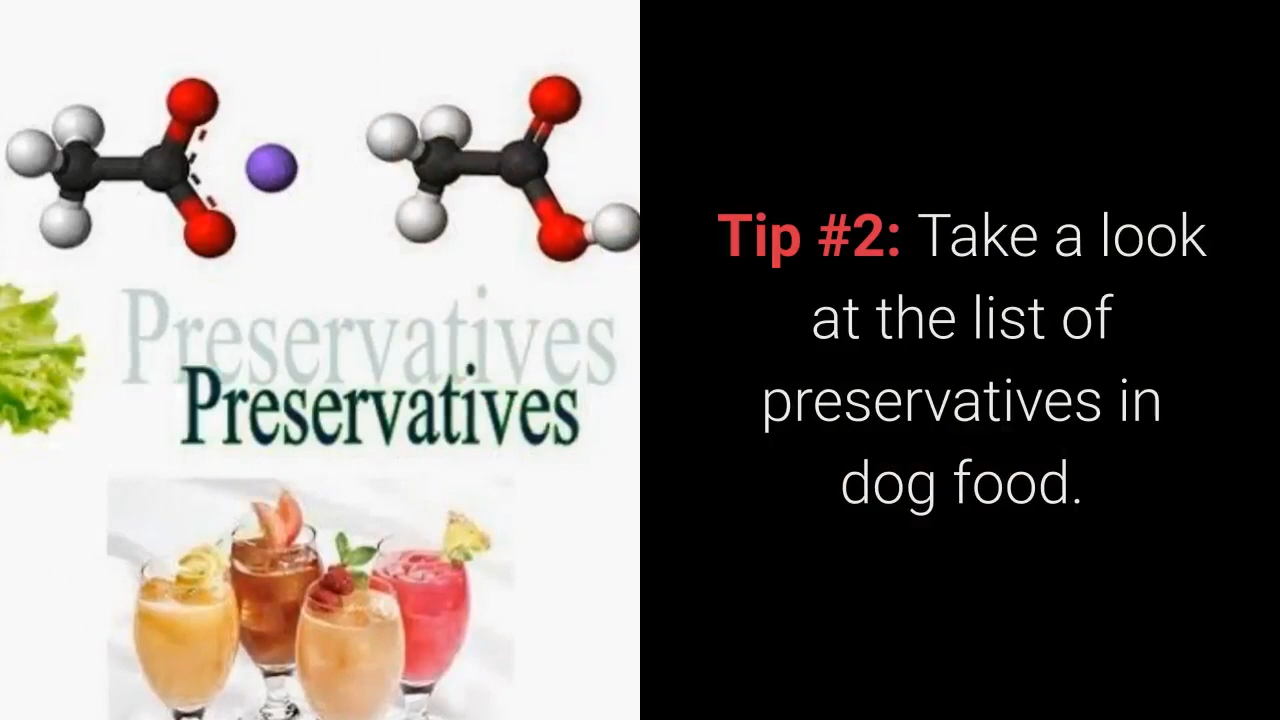 Preservatives
Preservatives
Tip #2: Take a look
at the list of
preservatives in
dog food.